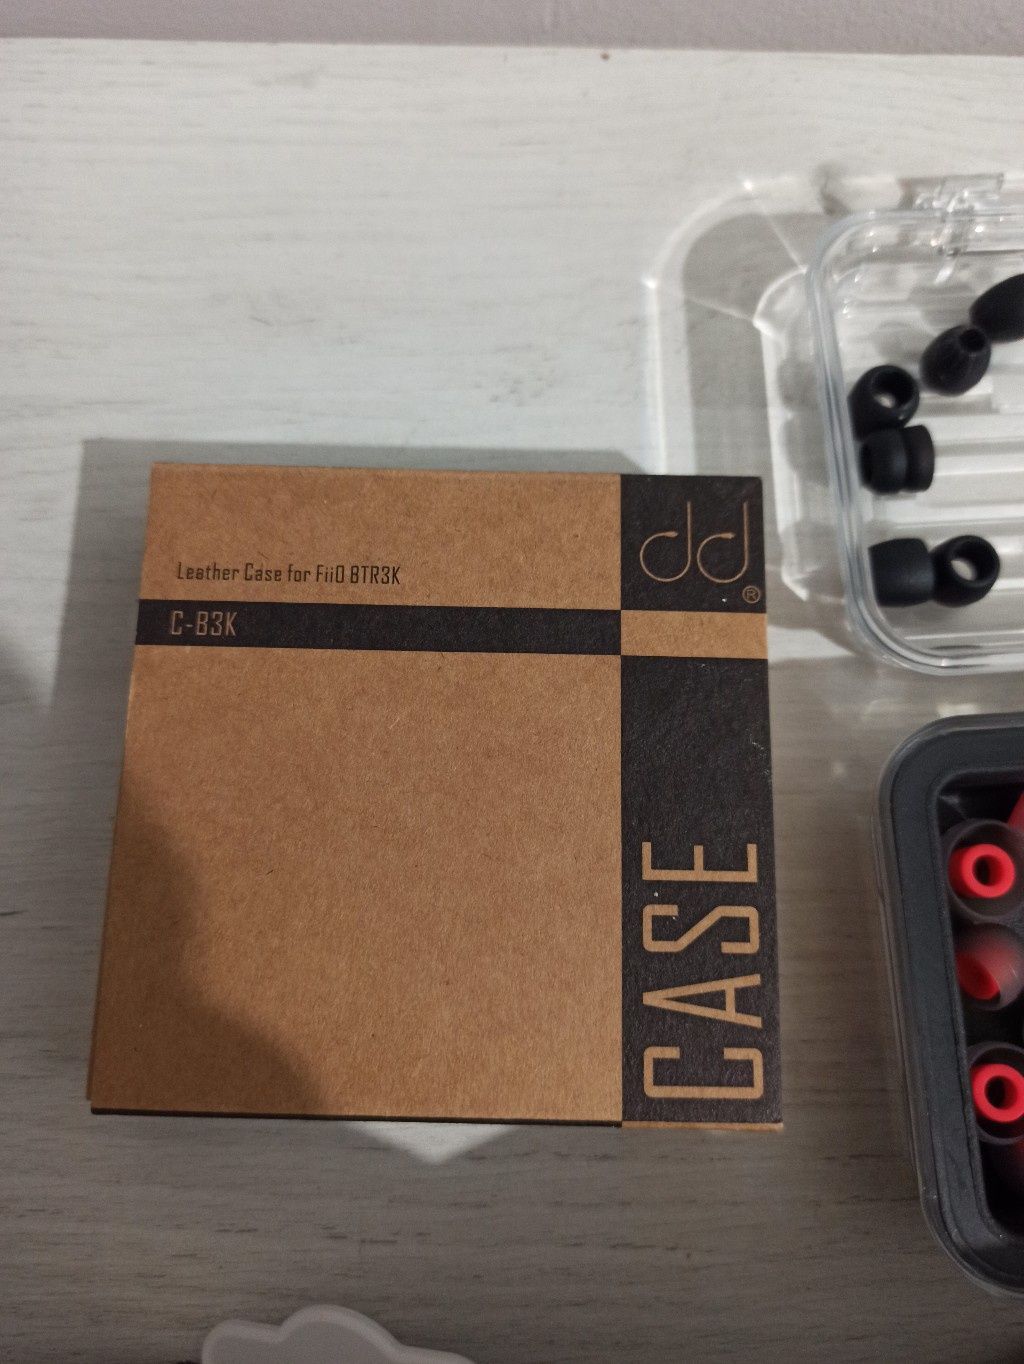 Leather Case for FiiO BTR3K
C-B3K
dd®
CASE